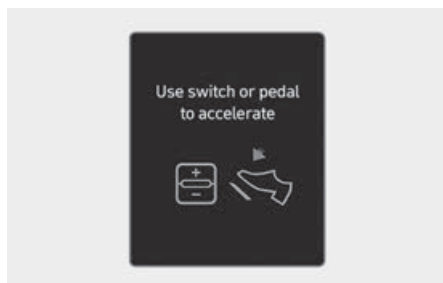 Use switch or pedal
to accelerate
+
−